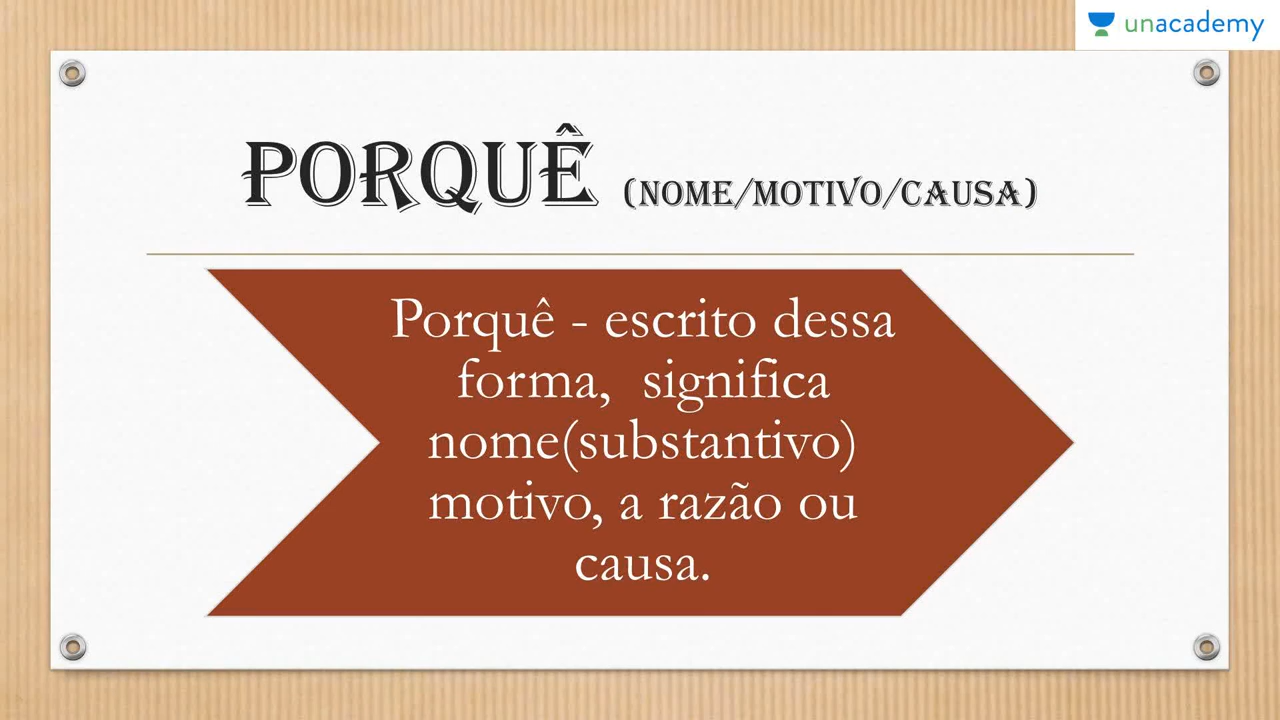 unacademy
PORQUÊ (NOME/MOTIVO/CAUSA)
Porquê - escrito dessa
forma,  significa
nome(substantivo)
motivo, a razão ou
causa.